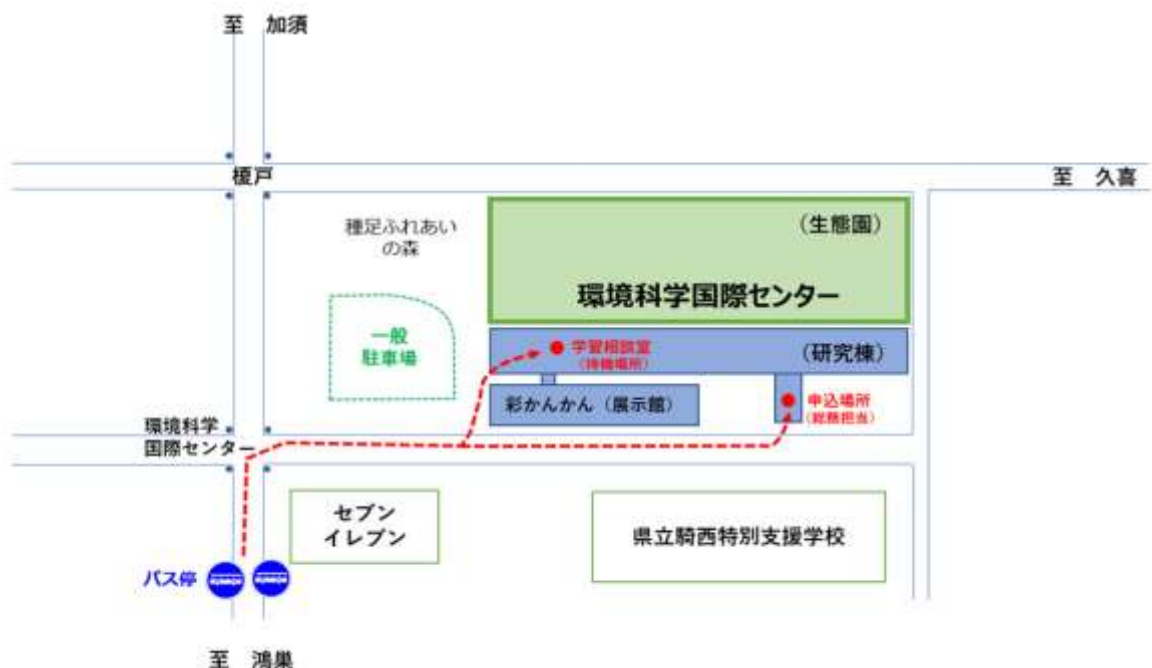 至 加須
榎戸
至 久喜
種足ふれあい
の森
(生態園)
環境科学国際センター
一般
駐車場
学習相談室
(待機場所)
(研究棟)
彩かんかん(展示館)
申込場所
(総務担当)
環境科学
国際センター
セブン
イレブン
県立騎西特別支援学校
バス停
至 鴻巣